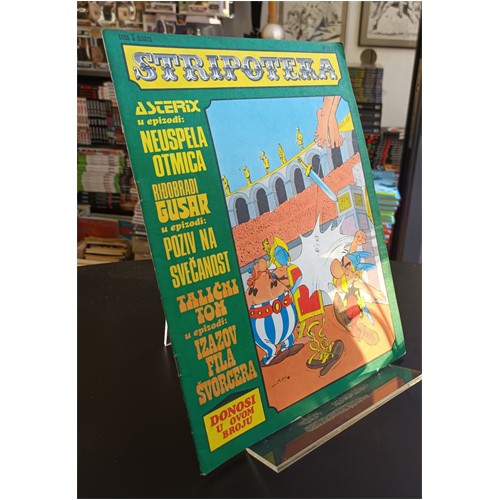 STRIPOTEKA
ASTERIX
u epizodi:
NEUSPELA
OTMICA
RIĐOBRADI
GUSAR
u epizodi:
POZIV NA
SVEČANOST
TALIČNI
TOM
u epizodi:
IZAZOV
FILA
ŠVORCERA
DONOSI
U OVOM
BROJU